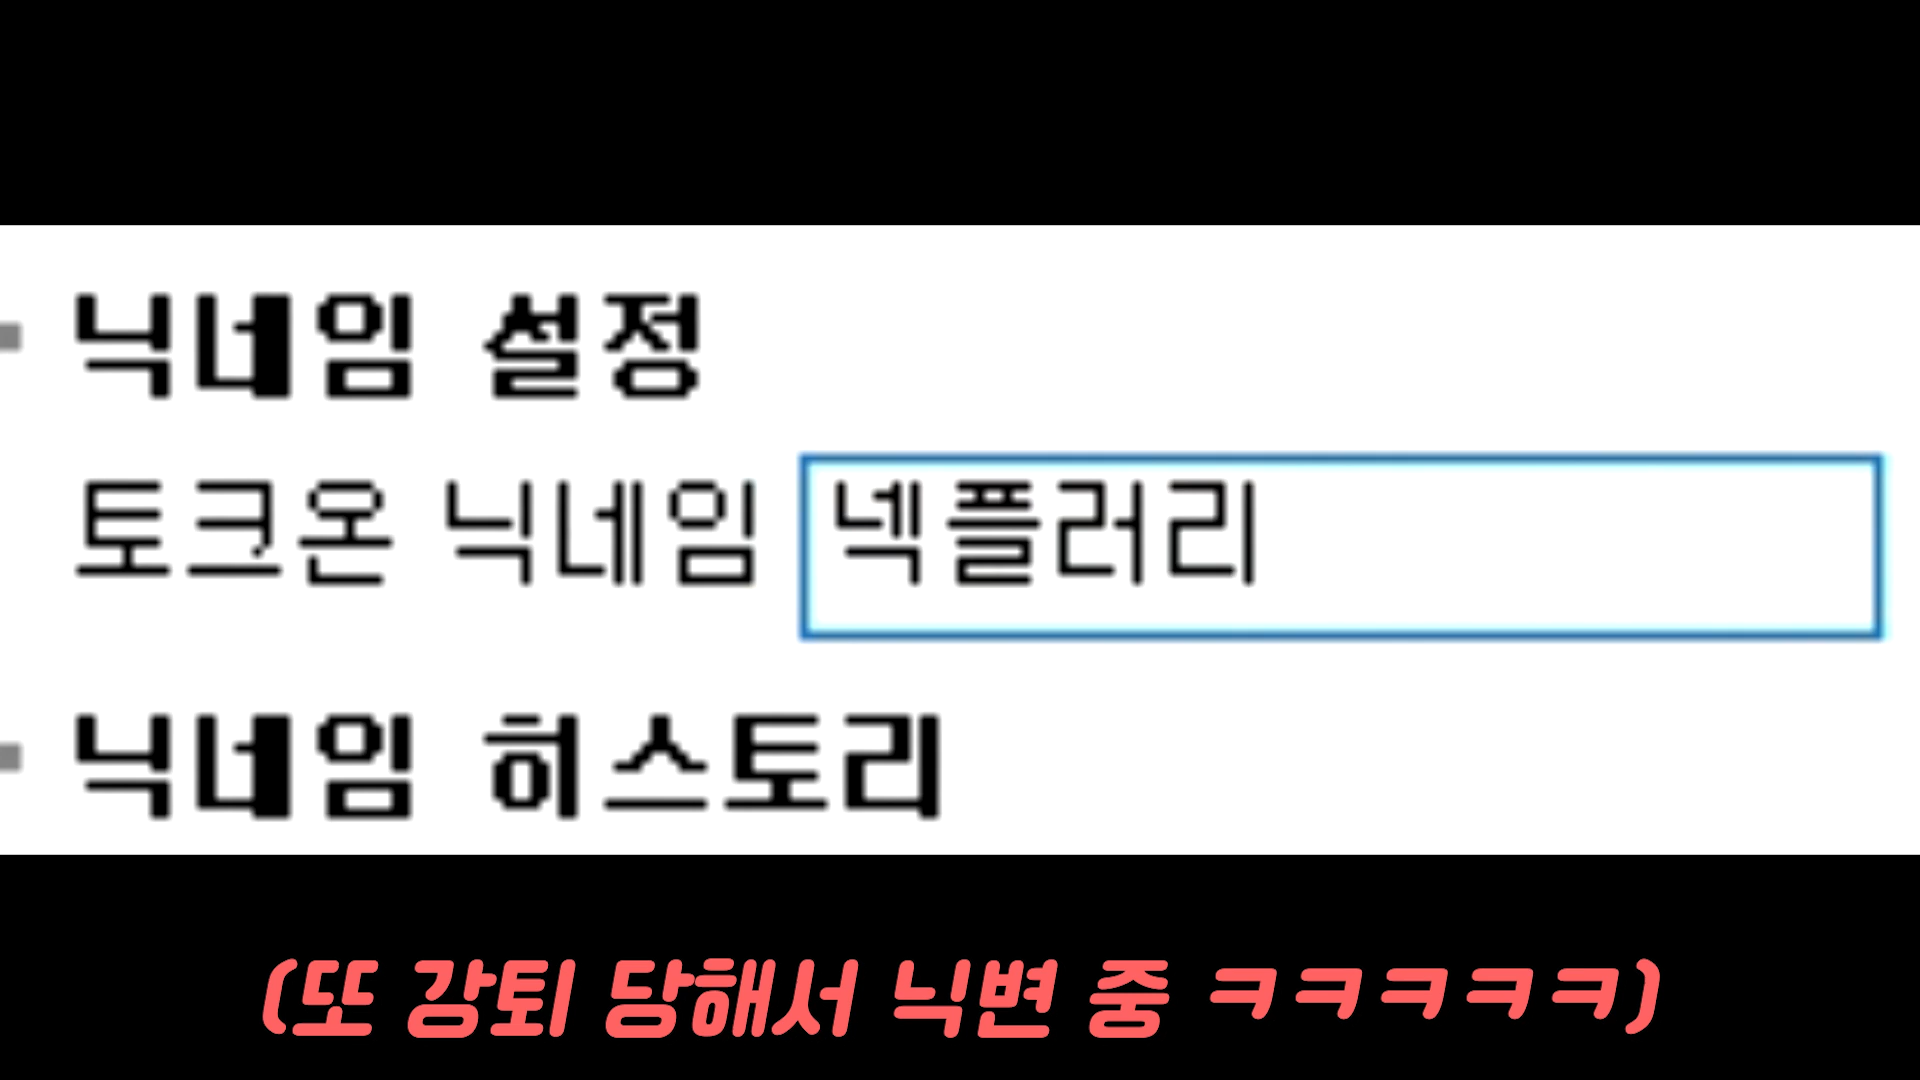 닉네임 설정
토크온 닉네임 넥플러리
닉네임 히스토리
(또 강퇴 당해서 닉변 중 ㅋㅋㅋㅋㅋ)